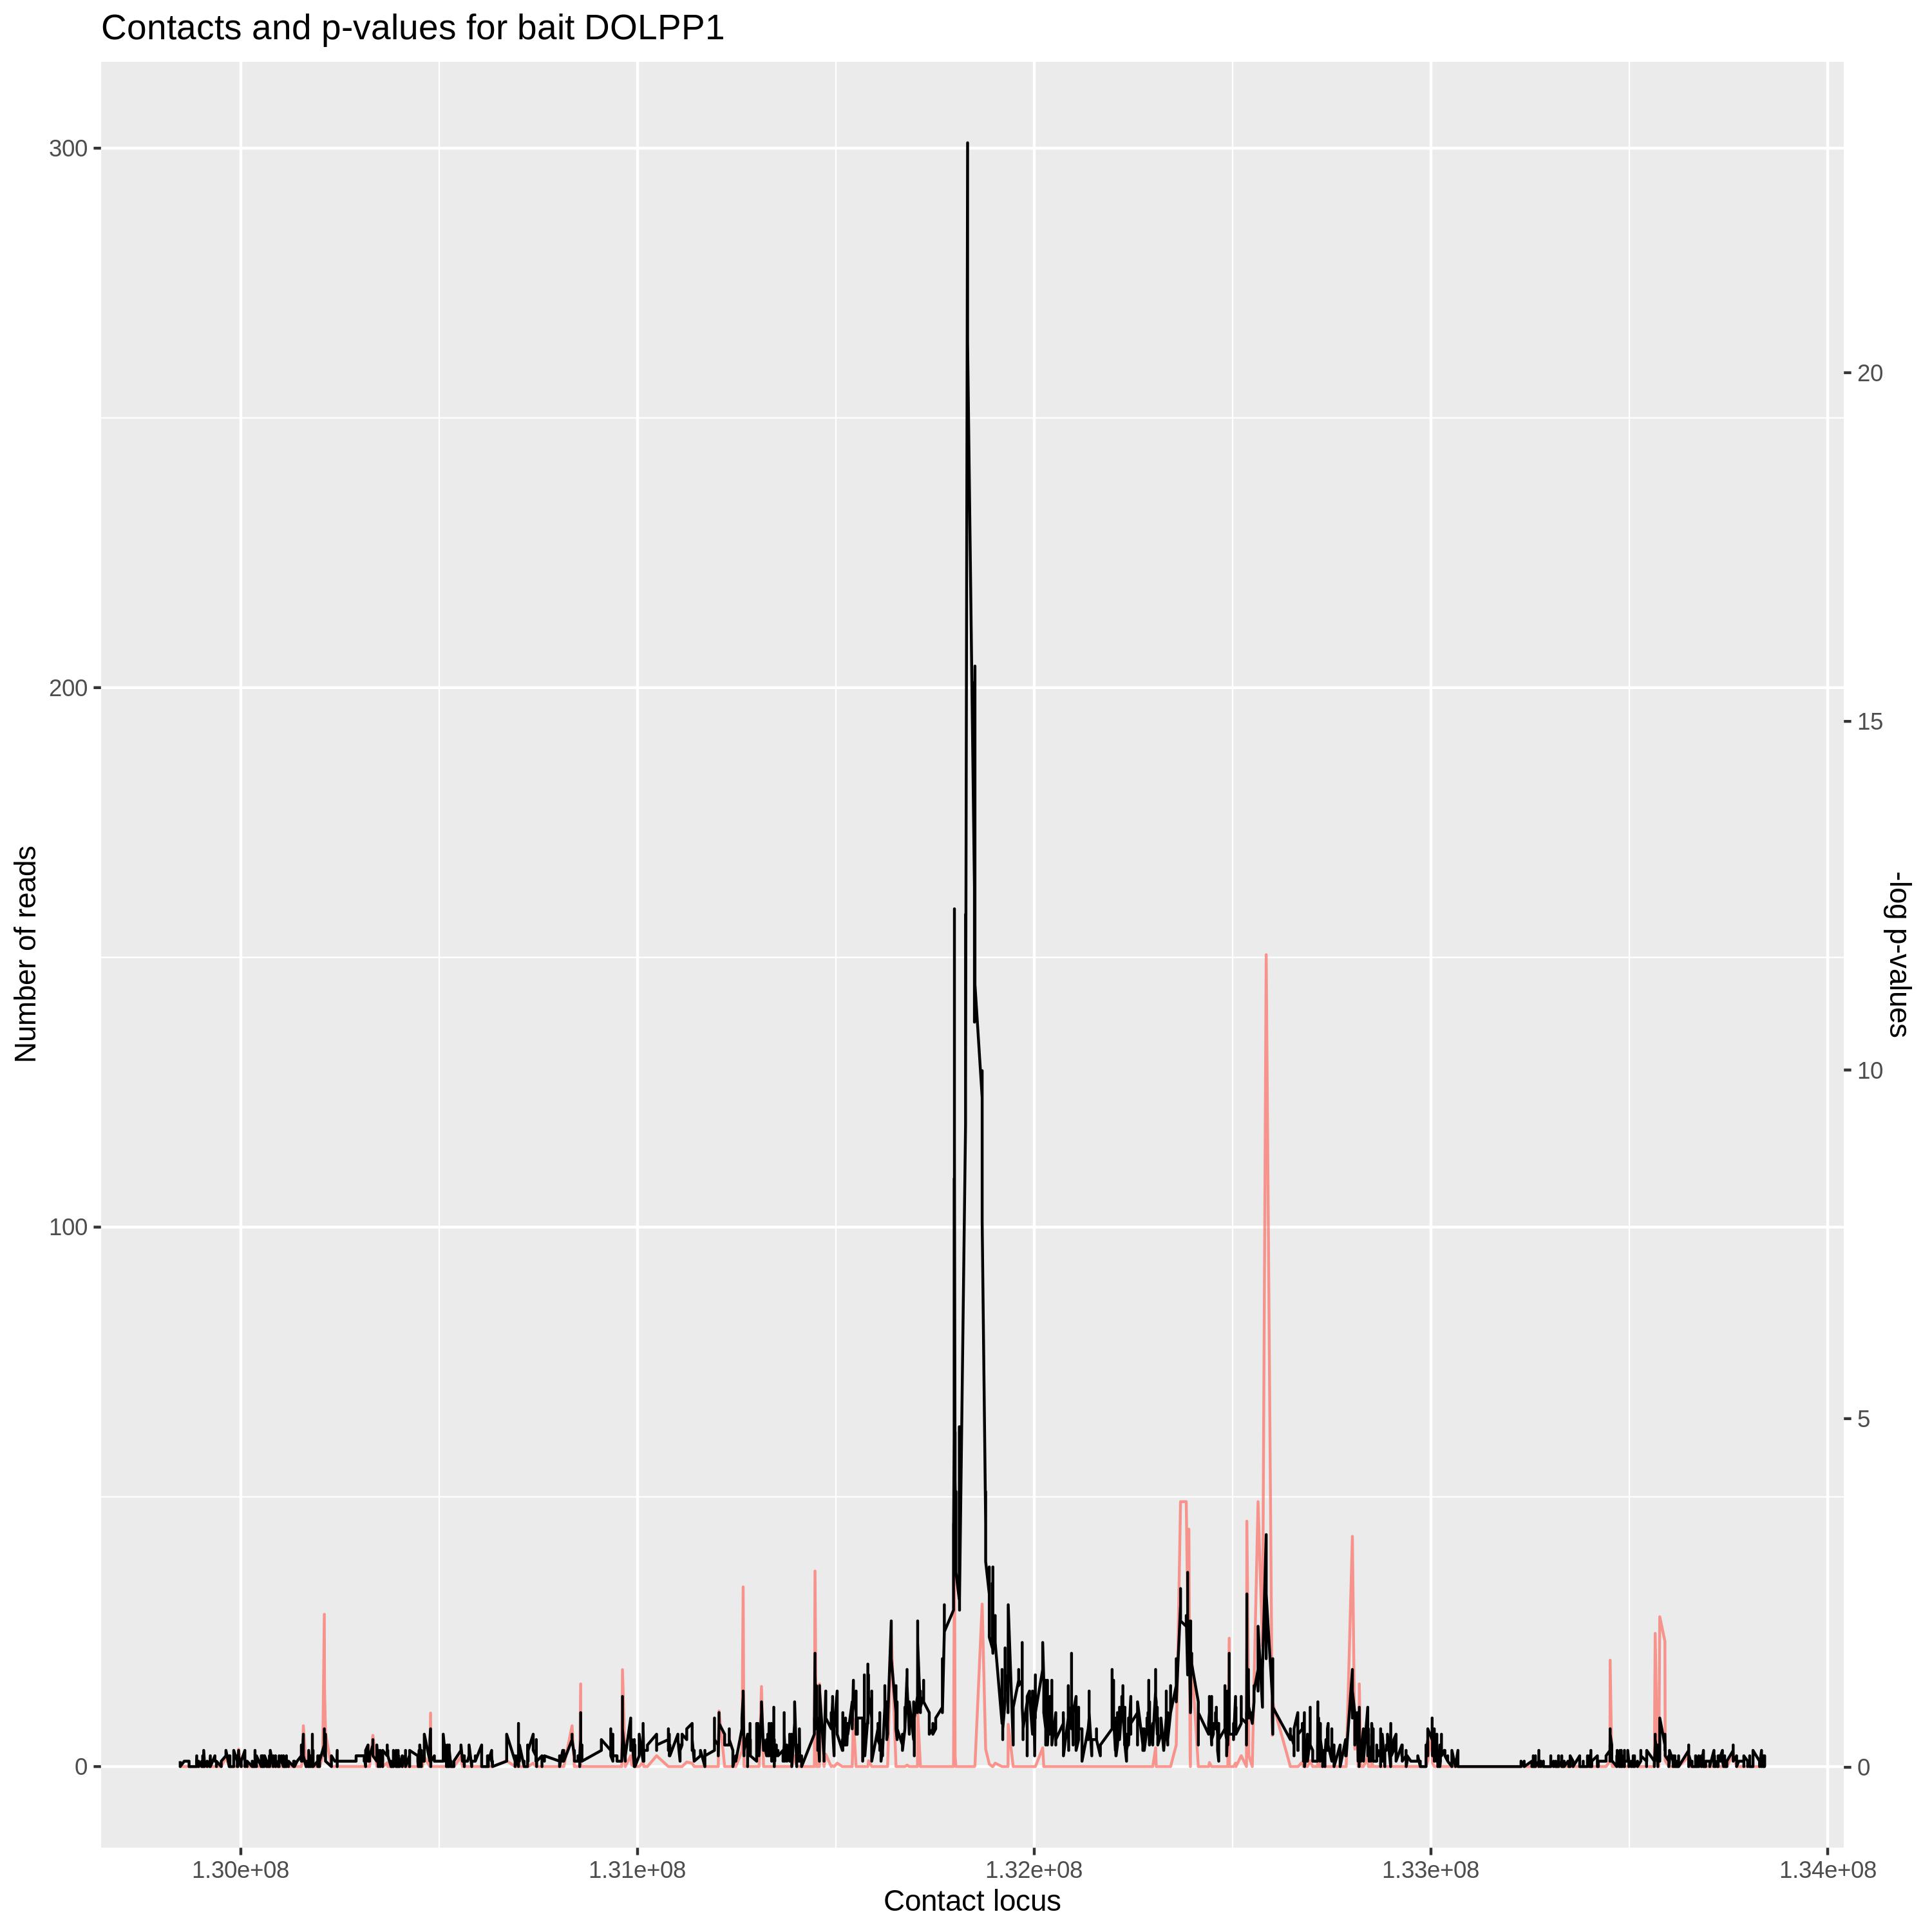 Contacts and p-values for bait DOLPP1
300
200
100
0
Number of reads
20
15
10
5
0
-log p-values
1.30e+08 1.31e+08 1.32e+08 1.33e+08 1.34e+08
Contact locus